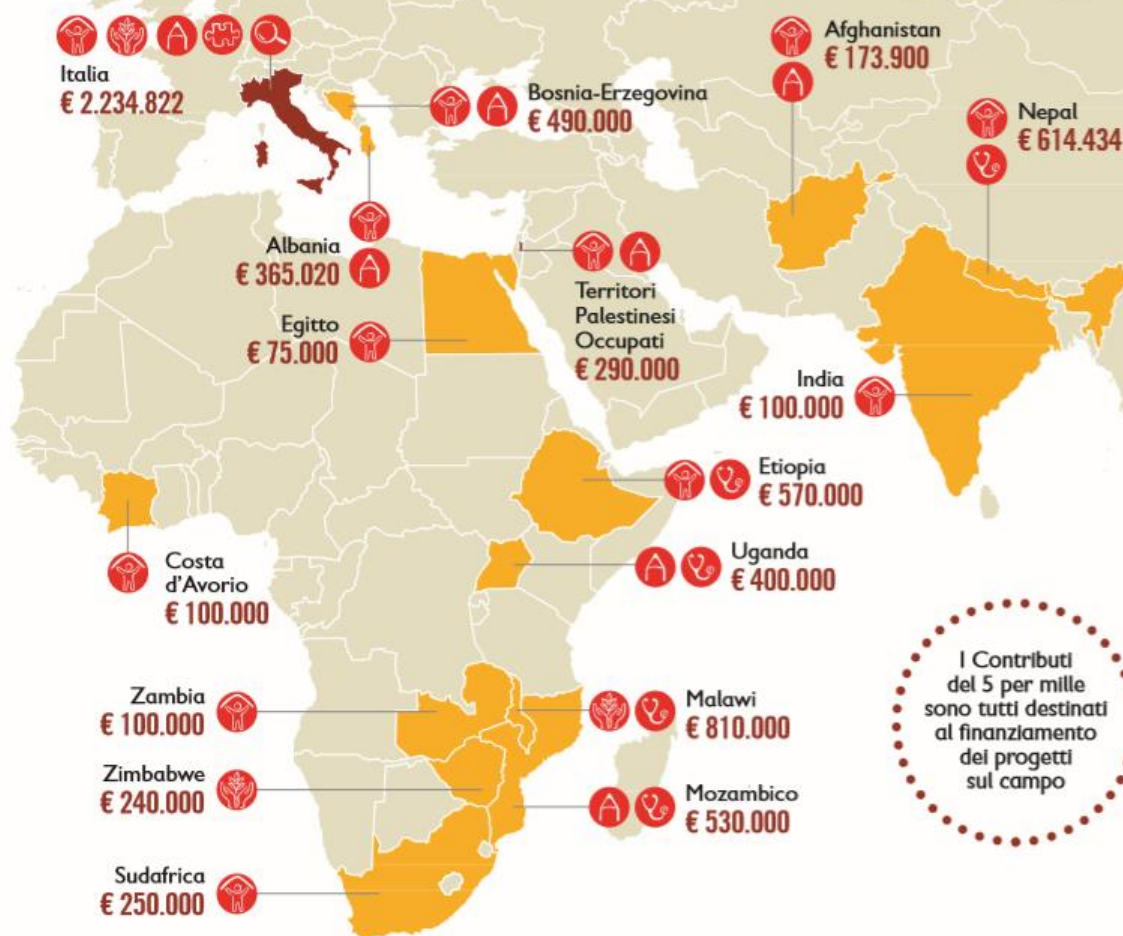 Italia
€ 2.234.822
Bosnia-Erzegovina
€ 490.000
Afghanistan
€ 173.900
Nepal
€ 614.434
Albania
€ 365.020
Egitto
€ 75.000
Territori
Palestinesi
Occupati
€ 290.000
India
€ 100.000
Etiopia
€ 570.000
Uganda
€ 400.000
Costa
d'Avorio
€ 100.000
Zambia
€ 100.000
Malawi
€ 810.000
Zimbabwe
€ 240.000
Mozambico
€ 530.000
Sudafrica
€ 250.000
I Contributi
del 5 per mille
sono tutti destinati
al finanziamento
dei progetti
sul campo